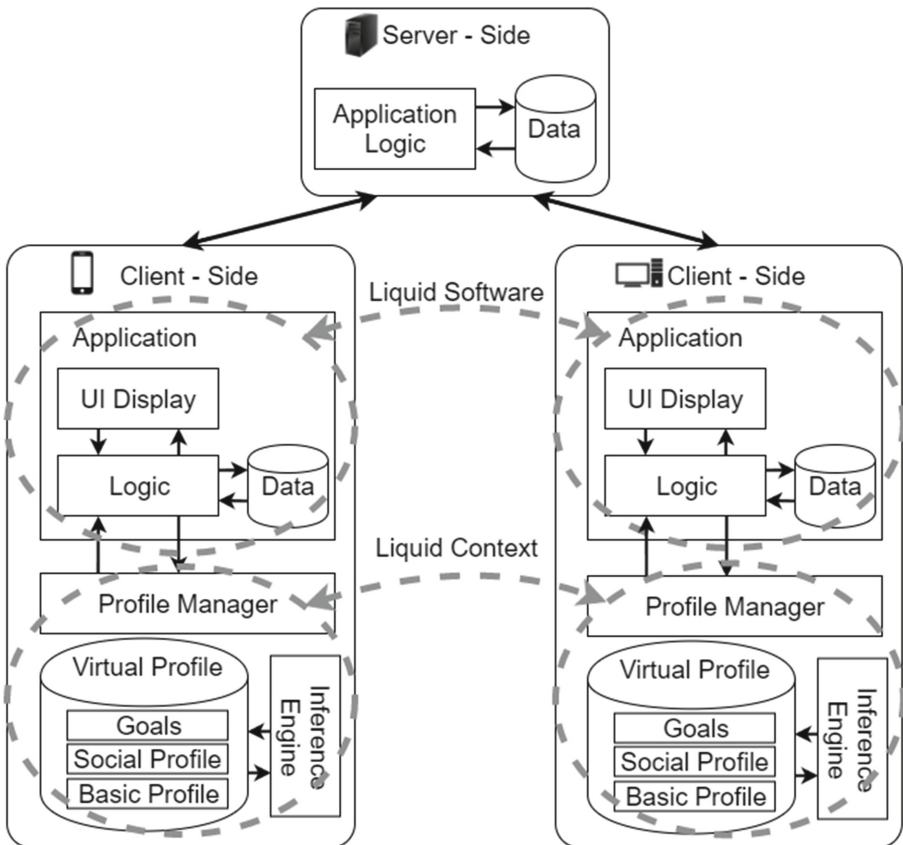 Server - Side
Application
Logic
Data
Client - Side
Application
UI Display
Logic
Data
Profile Manager
Virtual Profile
Goals
Social Profile
Basic Profile
Inference
Engine
Liquid Software
Liquid Context
Client - Side
Application
UI Display
Logic
Data
Profile Manager
Virtual Profile
Goals
Social Profile
Basic Profile
Inference
Engine